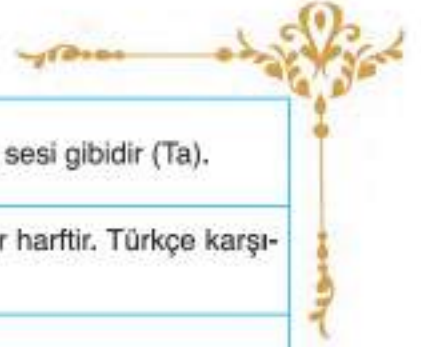 sesi gibidir (Ta).
r harftir. Türkçe karşı-